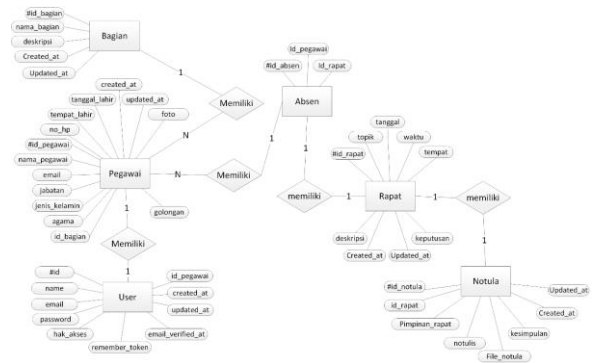 #id_bagian
nama_bagian
deskripsi
Created_at
Updated_at
Bagian
1
Memiliki
N
created_at
tanggal_lahir
updated_at
tempat_lahir
foto
no_hp
#id_pegawai
nama_pegawai
email
jabatan
jenis_kelamin
agama
id_bagian
golongan
Pegawai
N
Memiliki
1
Id_pegawai
#id_absen
Id_rapat
Absen
1
memiliki
1
tanggal
topik
waktu
#id_rapat
tempat
Rapat
deskripsi
keputusan
Created_at
Updated_at
1
memiliki
1
#id_notula
id_rapat
Pimpinan_rapat
notulis
File_notula
kesimpulan
Created_at
Updated_at
Notula
1
Memiliki
1
#id
name
email
password
hak_akses
remember_token
email_verified_at
updated_at
created_at
id_pegawai
User